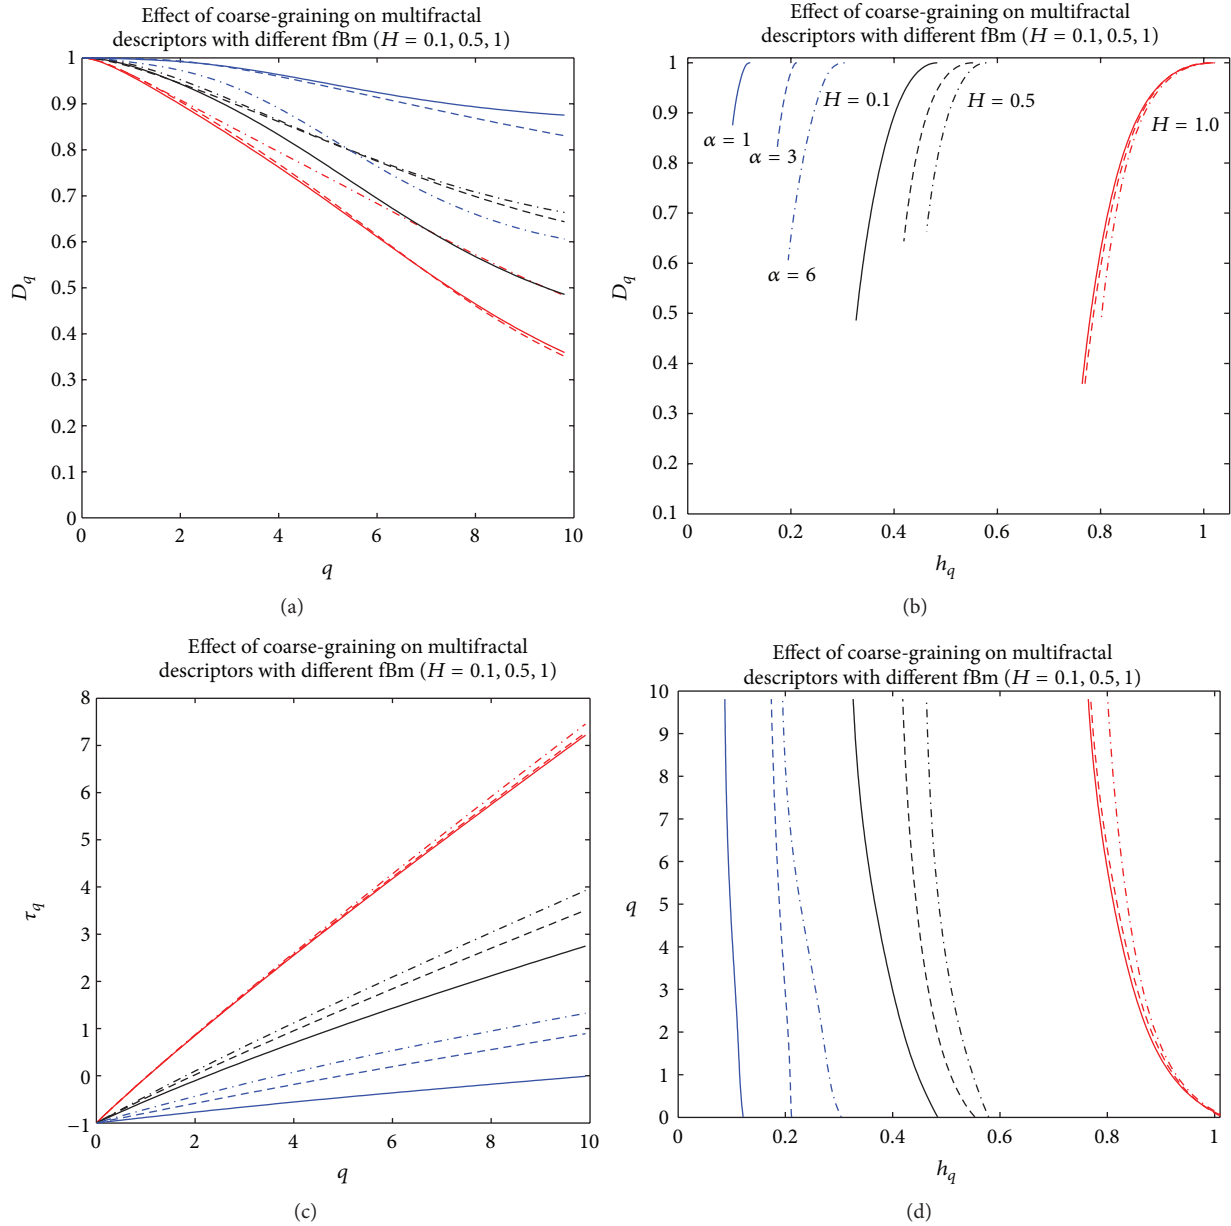 Effect of coarse-graining on multifractal
descriptors with different fBm (H = 0.1, 0.5, 1)
1
0.9
0.8
0.7
0.6
0.5
0.4
0.3
0.2
0.1
0
D_q
0 2 4 6 8 10
q
(a)
Effect of coarse-graining on multifractal
descriptors with different fBm (H = 0.1, 0.5, 1)
1
0.9
0.8
0.7
0.6
0.5
0.4
0.3
0.2
0.1
D_q
α = 1
α = 3
α = 6
H = 0.1
H = 0.5
H = 1.0
0 0.2 0.4 0.6 0.8 1
h_q
(b)
Effect of coarse-graining on multifractal
descriptors with different fBm (H = 0.1, 0.5, 1)
8
7
6
5
4
3
2
1
0
−1
τ_q
0 2 4 6 8 10
q
(c)
Effect of coarse-graining on multifractal
descriptors with different fBm (H = 0.1, 0.5, 1)
10
9
8
7
6
5
4
3
2
1
0
q
0 0.2 0.4 0.6 0.8 1
h_q
(d)